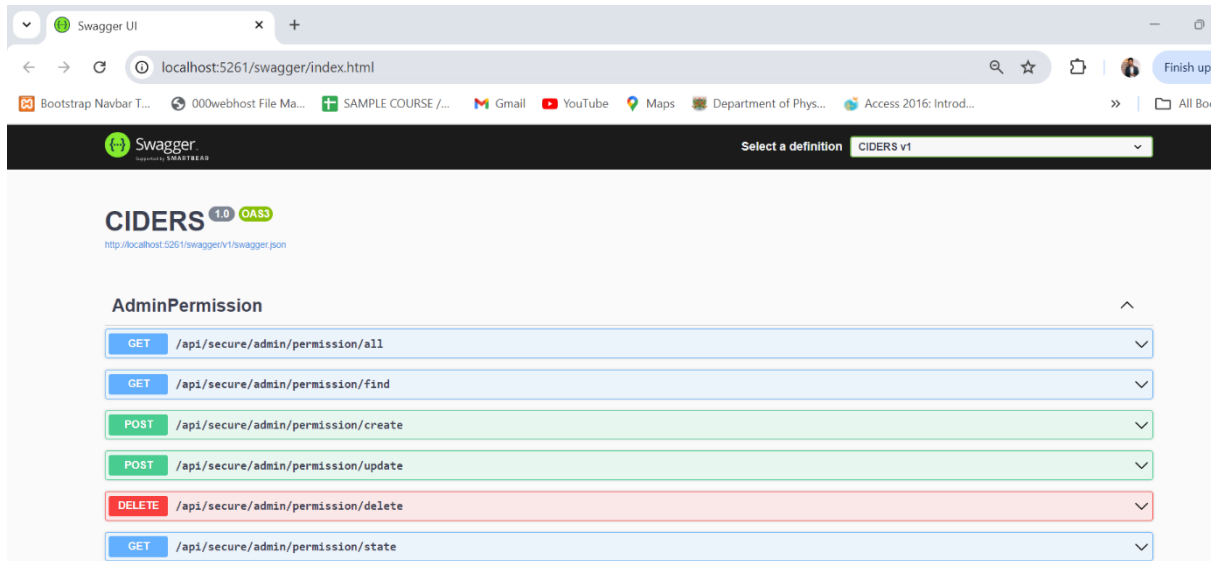 Swagger UI
localhost:5261/swagger/index.html
Finish up
Bootstrap Navbar T... 000webhost File Ma... SAMPLE COURSE /... Gmail YouTube Maps Department of Phys... Access 2016: Introd... » All Boo
Swagger.
Supported by SMARTBEAR
Select a definition CIDERS v1
CIDERS 1.0 OAS3
http://localhost:5261/swagger/v1/swagger.json
AdminPermission
GET /api/secure/admin/permission/all
GET /api/secure/admin/permission/find
POST /api/secure/admin/permission/create
POST /api/secure/admin/permission/update
DELETE /api/secure/admin/permission/delete
GET /api/secure/admin/permission/state